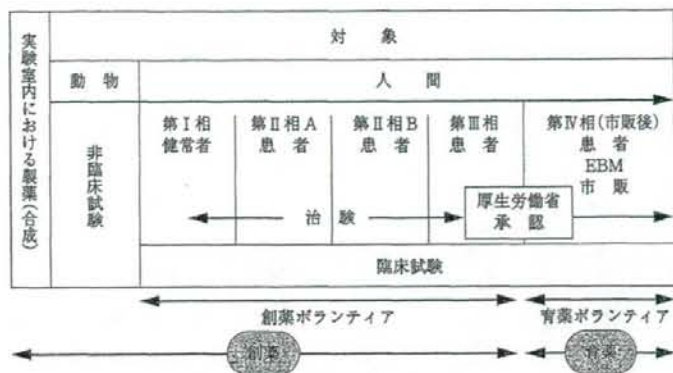 実験室内における製薬(合成)
対象
動物
人間
非臨床試験
第Ⅰ相
健常者
第Ⅱ相A
患者
第Ⅱ相B
患者
第Ⅲ相
患者
第Ⅳ相(市販後)
患者
EBM
市販
治験
厚生労働省
承認
臨床試験
創薬ボランティア
育薬ボランティア
創薬
育薬